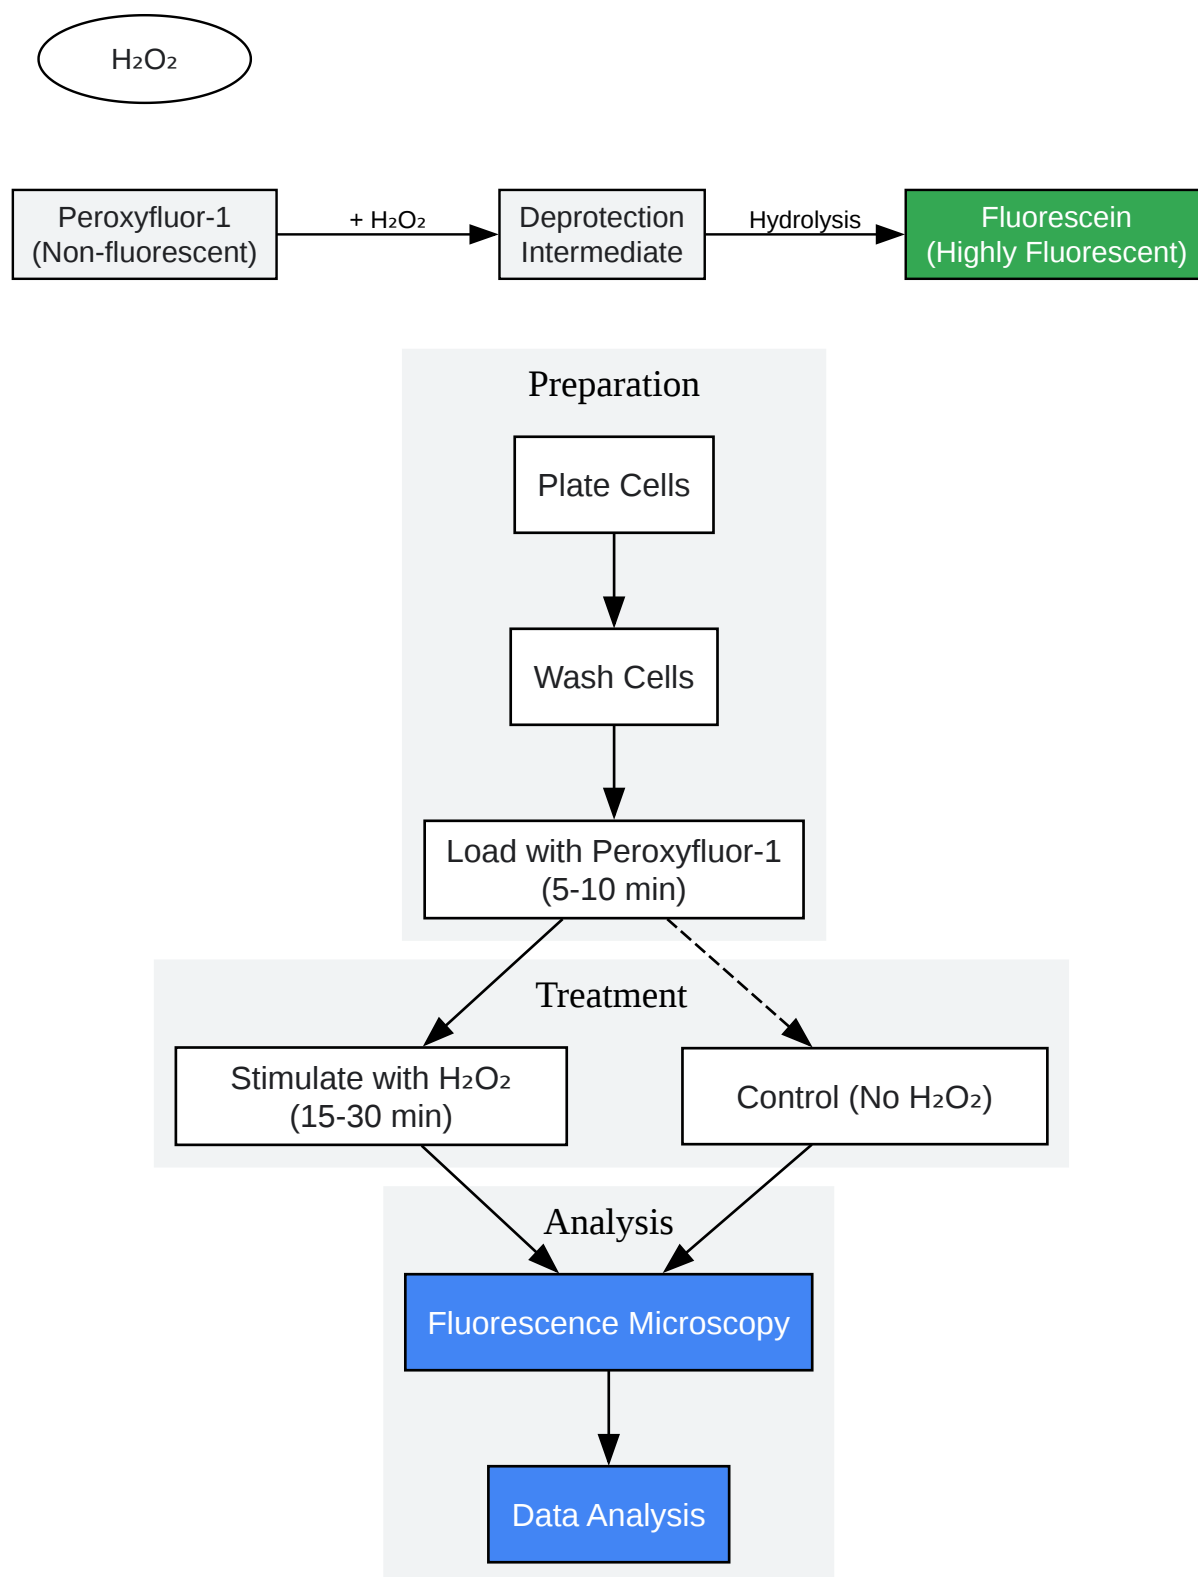 H₂O₂
Peroxyfluor-1
(Non-fluorescent)
+ H₂O₂
Deprotection
Intermediate
Hydrolysis
Fluorescein
(Highly Fluorescent)
Preparation
Plate Cells
Wash Cells
Load with Peroxyfluor-1
(5-10 min)
Treatment
Stimulate with H₂O₂
(15-30 min)
Control (No H₂O₂)
Analysis
Fluorescence Microscopy
Data Analysis